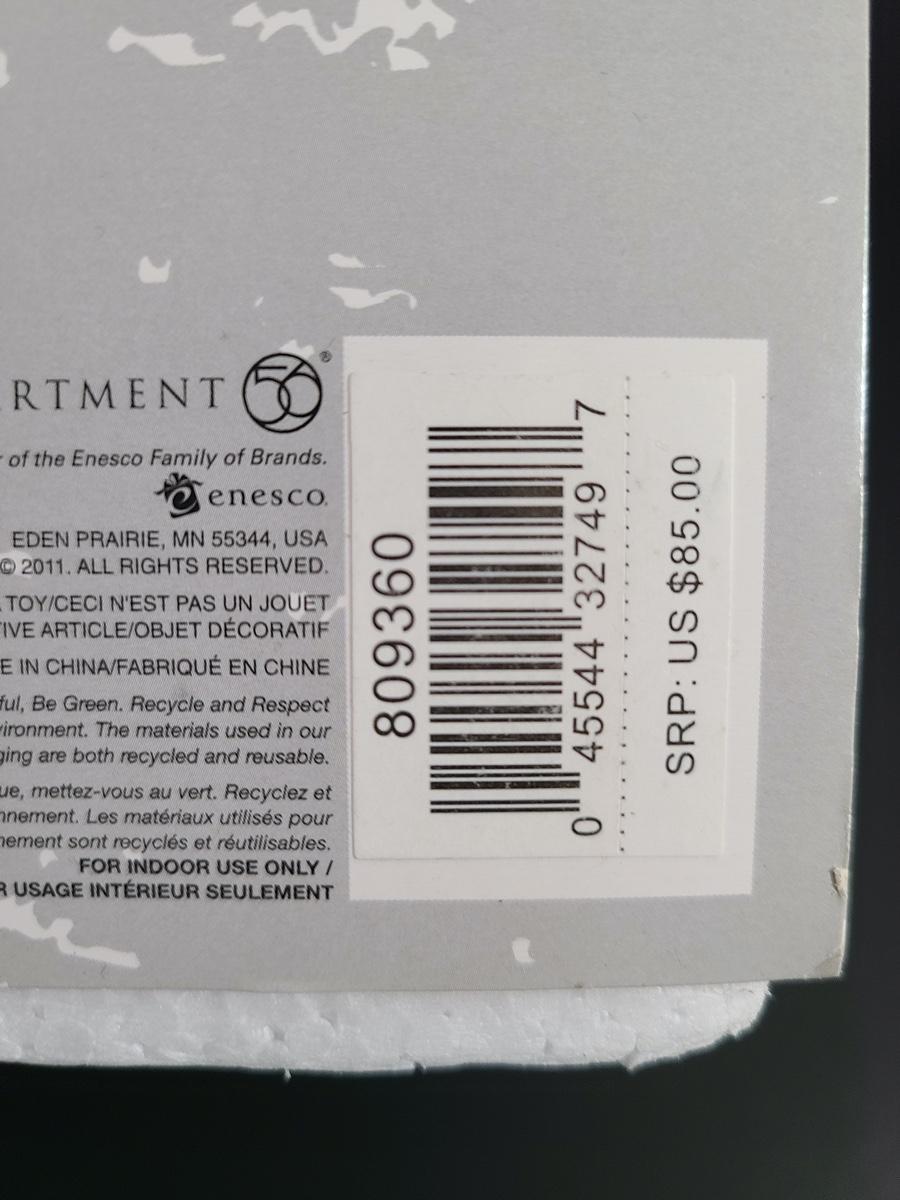 RTMENT 56®
of the Enesco Family of Brands.
enesco.
EDEN PRAIRIE, MN 55344, USA
© 2011. ALL RIGHTS RESERVED.
TOY/CECI N'EST PAS UN JOUET
TIVE ARTICLE/OBJET DÉCORATIF
E IN CHINA/FABRIQUÉ EN CHINE
ful, Be Green. Recycle and Respect
vironment. The materials used in our
ging are both recycled and reusable.
ue, mettez-vous au vert. Recyclez et
nnement. Les matériaux utilisés pour
nement sont recyclés et réutilisables.
FOR INDOOR USE ONLY /
R USAGE INTÉRIEUR SEULEMENT
809360
0 45544 32749 7
SRP: US $85.00